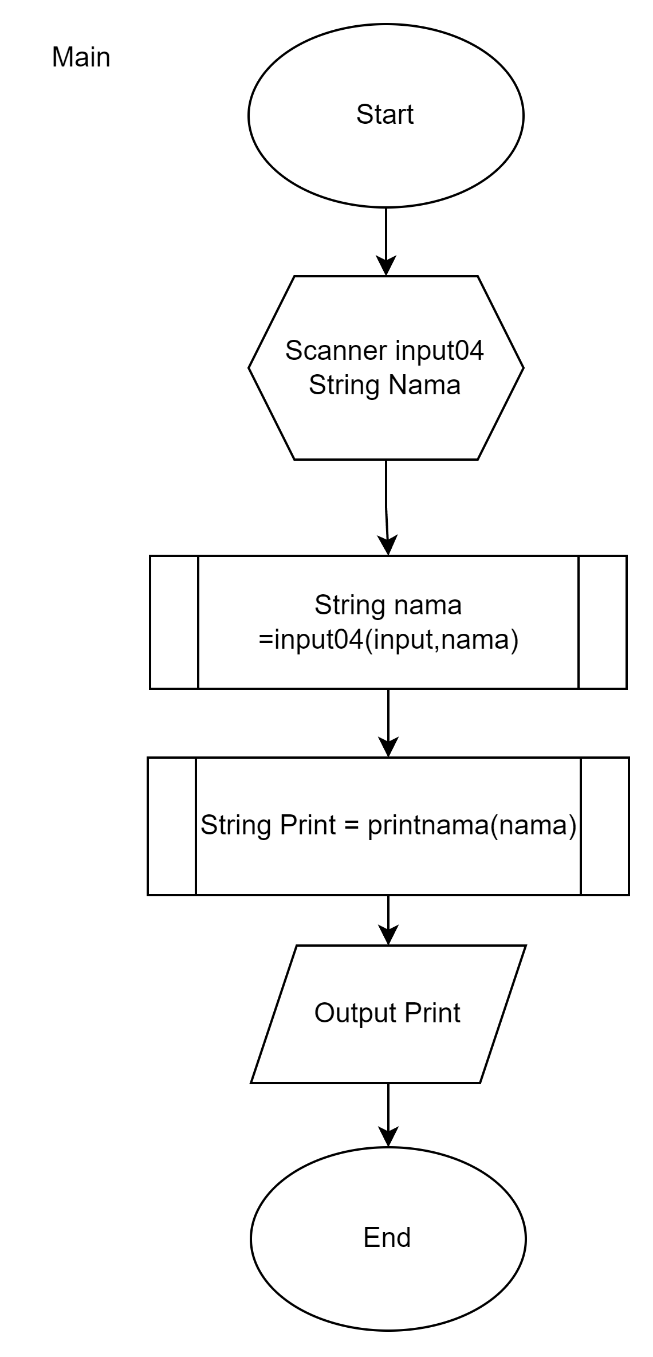 Main
Start
Scanner input04
String Nama
String nama
=input04(input,nama)
String Print = printnama(nama)
Output Print
End